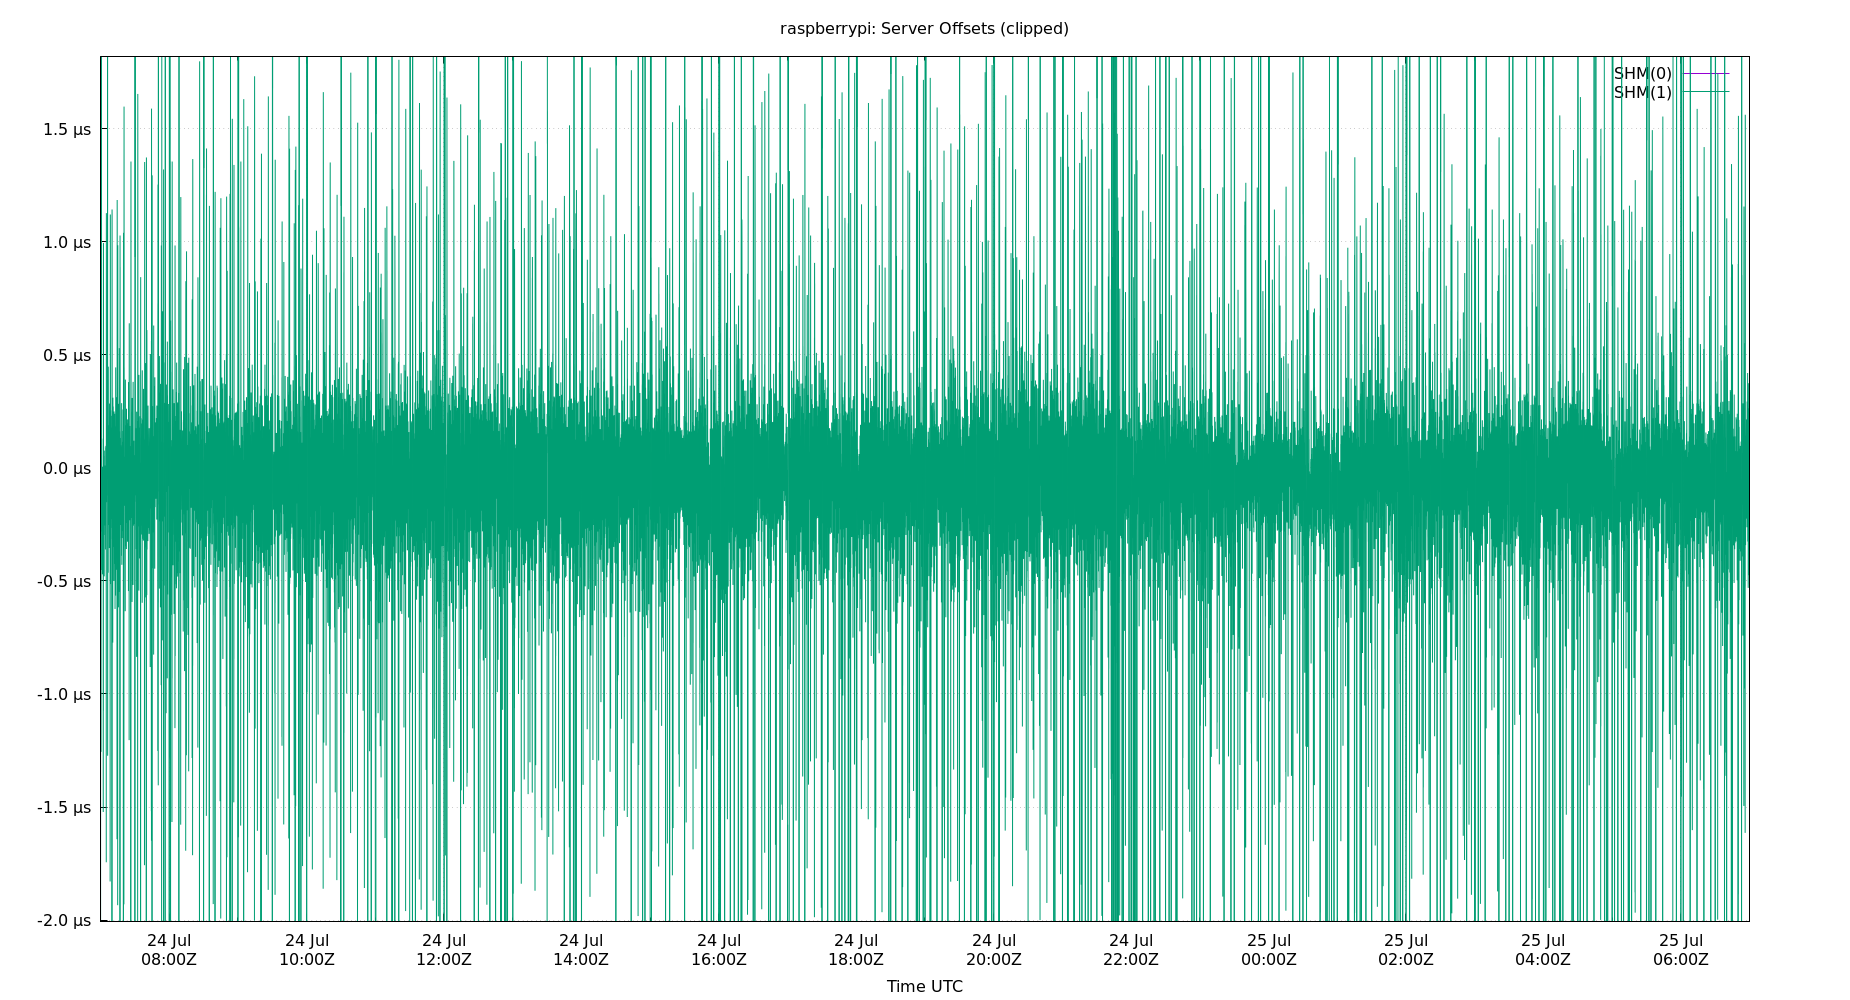 raspberrypi: Server Offsets (clipped)
SHM(0)
SHM(1)
1.5 µs
1.0 µs
0.5 µs
0.0 µs
-0.5 µs
-1.0 µs
-1.5 µs
-2.0 µs
24 Jul 24 Jul 24 Jul 24 Jul 24 Jul 24 Jul 24 Jul 24 Jul 25 Jul 25 Jul 25 Jul 25 Jul
08:00Z 10:00Z 12:00Z 14:00Z 16:00Z 18:00Z 20:00Z 22:00Z 00:00Z 02:00Z 04:00Z 06:00Z
Time UTC